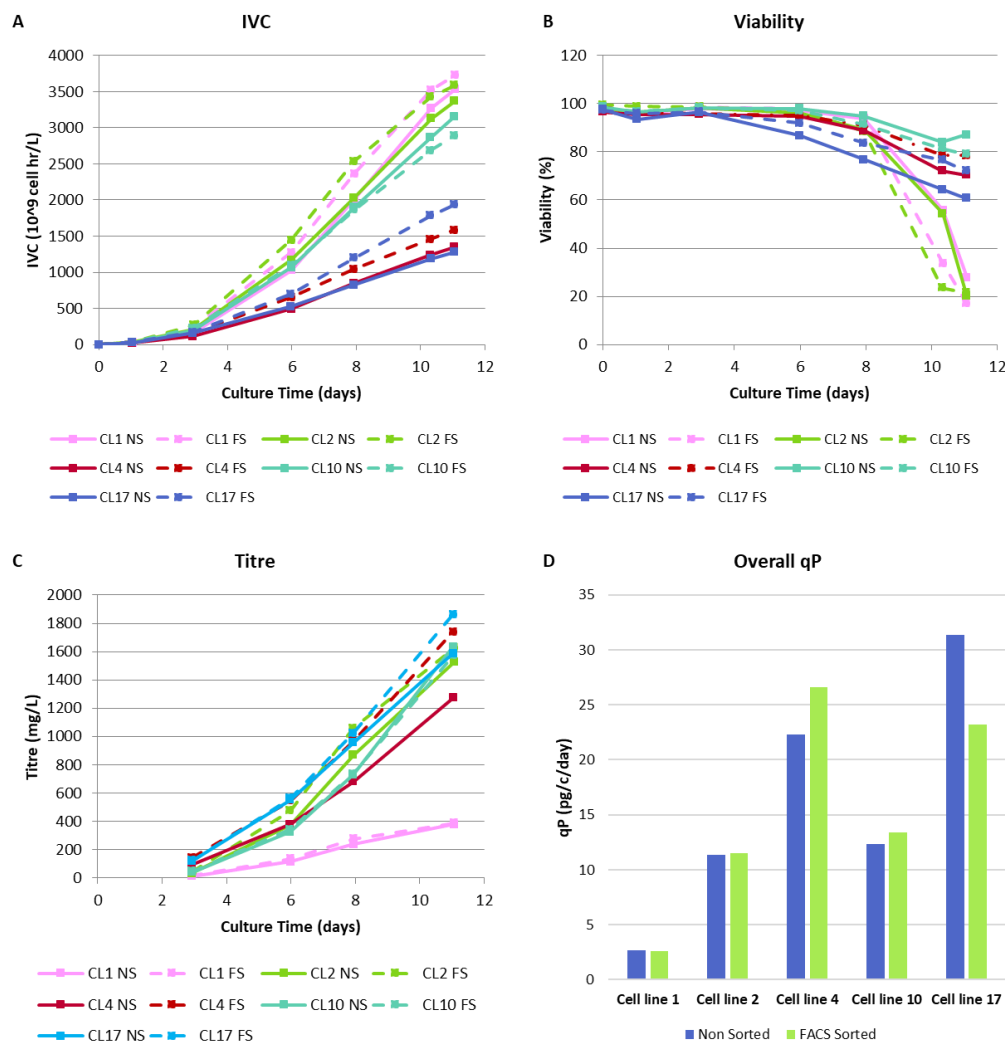 A
IVC
4000
3500
3000
2500
2000
1500
1000
500
0
IVC (10^9 cell hr/L)
0 2 4 6 8 10 12
Culture Time (days)
CL1 NS CL1 FS CL2 NS CL2 FS
CL4 NS CL4 FS CL10 NS CL10 FS
CL17 NS CL17 FS
B
Viability
120
100
80
60
40
20
0
Viability (%)
0 2 4 6 8 10 12
Culture Time (days)
CL1 NS CL1 FS CL2 NS CL2 FS
CL4 NS CL4 FS CL10 NS CL10 FS
CL17 NS CL17 FS
C
Titre
2000
1800
1600
1400
1200
1000
800
600
400
200
0
Titre (mg/L)
0 2 4 6 8 10 12
Culture Time (days)
CL1 NS CL1 FS CL2 NS CL2 FS
CL4 NS CL4 FS CL10 NS CL10 FS
CL17 NS CL17 FS
D
Overall qP
35
30
25
20
15
10
5
0
qP (pg/c/day)
Cell line 1 Cell line 2 Cell line 4 Cell line 10 Cell line 17
Non Sorted FACS Sorted